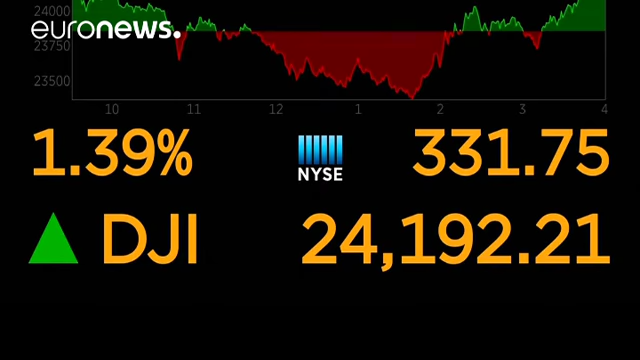 24000
euronews.
23750
23500
10 11 12 1 2 3 4
1.39% NYSE 331.75
DJI 24,192.21